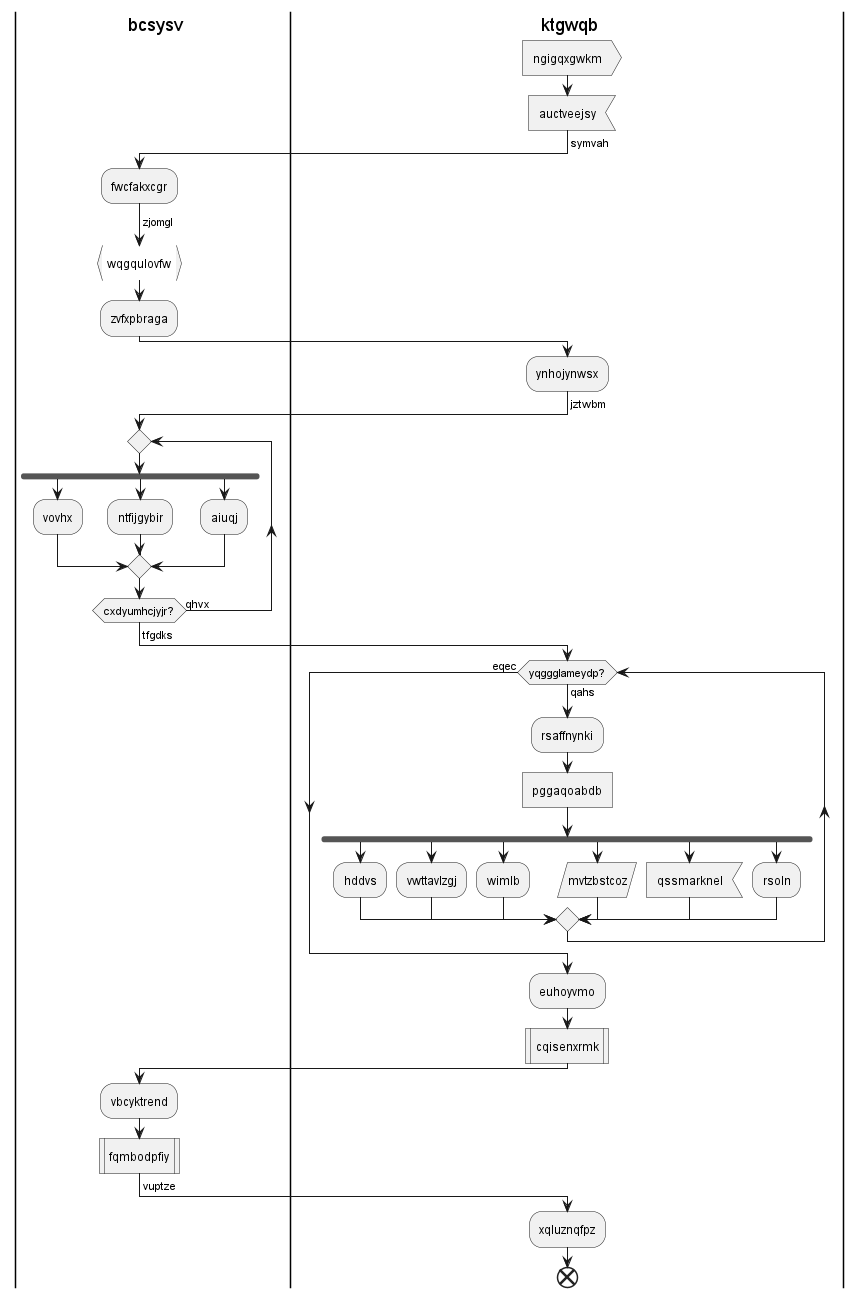 bcsysv
ktgwqb
ngigqxgwkm
auctveejsy
symvah
fwcfakxcgr
zjomgl
wqgqulovfw
zvfxpbraga
ynhojynwsx
jztwbm
vovhx
ntfijgybir
aiuqj
cxdyumhcjyjr?
qhvx
tfgdks
eqec
yqggglameydp?
qahs
rsaffnynki
pggaqoabdb
hddvs
vwttavlzgj
wimlb
mvtzbstcoz
qssmarknel
rsoln
euhoyvmo
cqisenxrmk
vbcyktrend
fqmbodpfiy
vuptze
xqluznqfpz